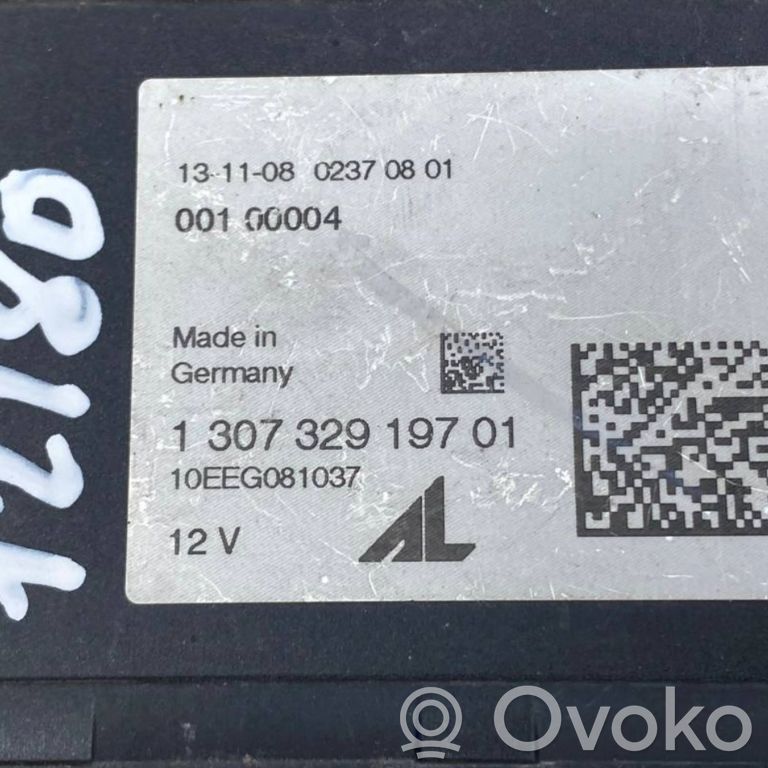 13-11-08 0237 08 01
001 00004
Made in
Germany
1 307 329 197 01
10EEG081037
12 V
AL
Ovoko